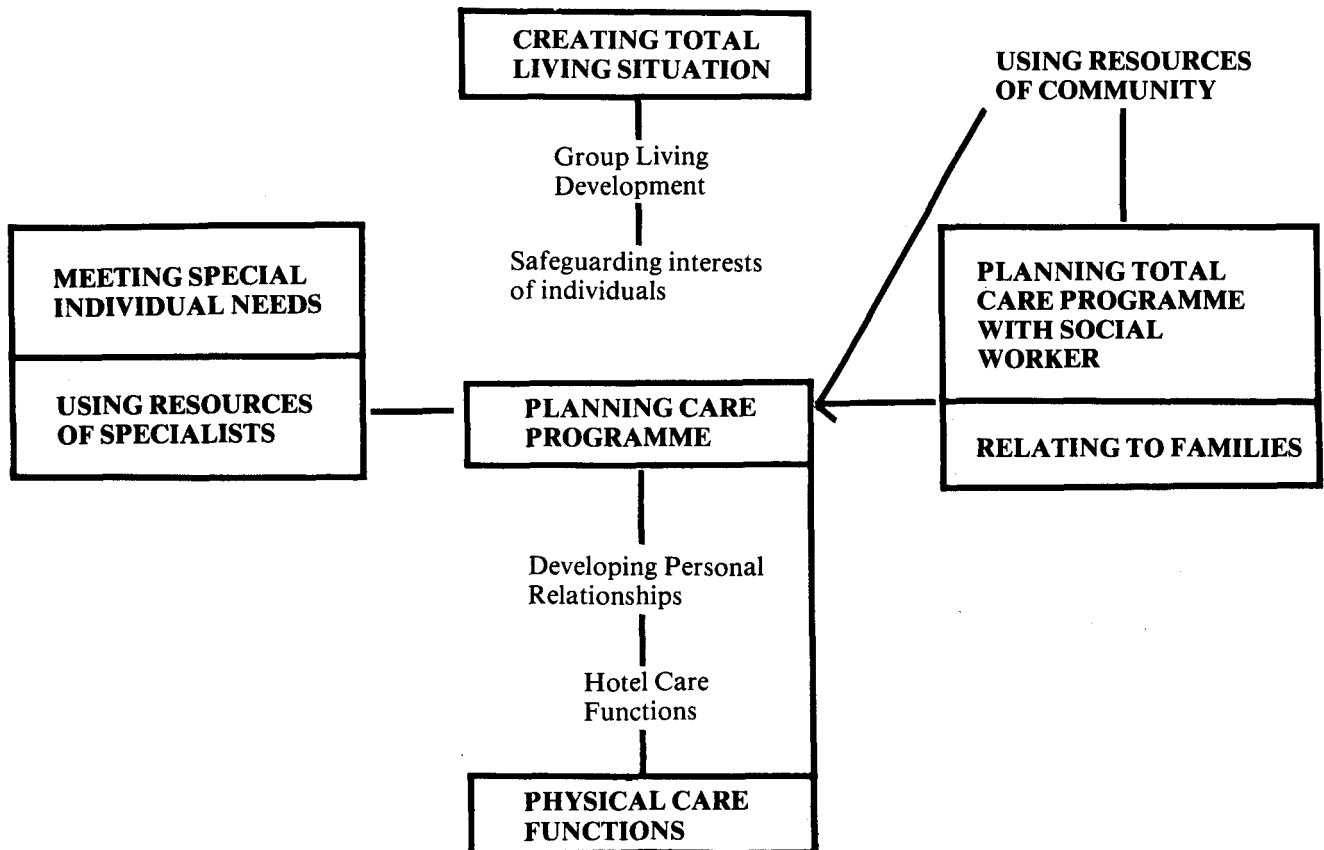 CREATING TOTAL
LIVING SITUATION
USING RESOURCES
OF COMMUNITY
Group Living
Development
Safeguarding interests
of individuals
MEETING SPECIAL
INDIVIDUAL NEEDS
USING RESOURCES
OF SPECIALISTS
PLANNING CARE
PROGRAMME
PLANNING TOTAL
CARE PROGRAMME
WITH SOCIAL
WORKER
RELATING TO FAMILIES
Developing Personal
Relationships
Hotel Care
Functions
PHYSICAL CARE
FUNCTIONS